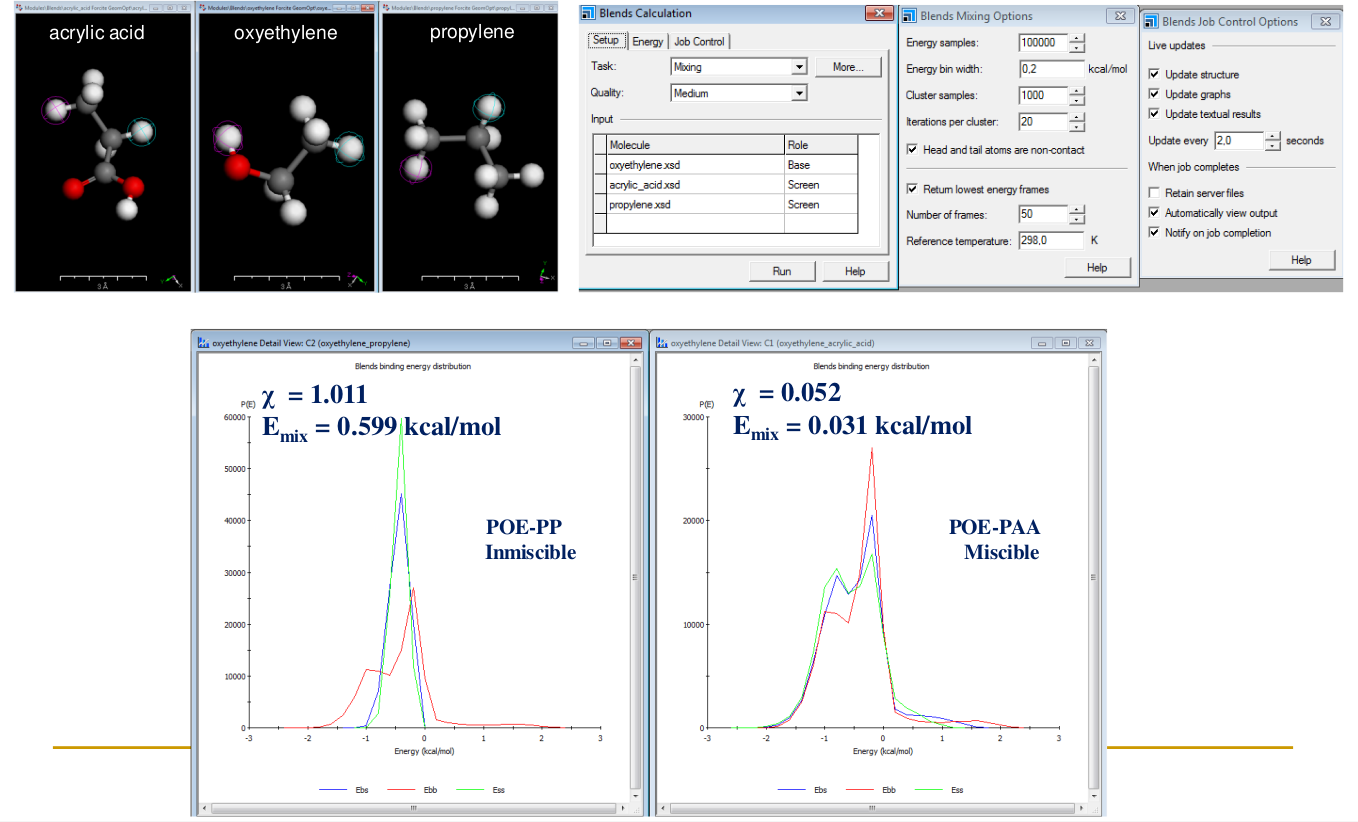 Modules\Blends\acrylic_acid Forcite GeomOpt\acryl...
Modules\Blends\oxyethylene Forcite GeomOpt\oxye...
Modules\Blends\propylene Forcite GeomOpt\propyl...
acrylic acid
oxyethylene
propylene
3 Å
3 Å
3 Å
Blends Calculation
Setup
Energy
Job Control
Task:
Mixing
More...
Quality:
Medium
Input
Molecule Role
oxyethylene.xsd Base
acrylic_acid.xsd Screen
propylene.xsd Screen
Run
Help
Blends Mixing Options
Energy samples: 100000
Energy bin width: 0,2 kcal/mol
Cluster samples: 1000
Iterations per cluster: 20
Head and tail atoms are non-contact
Return lowest energy frames
Number of frames: 50
Reference temperature: 298,0 K
Help
Blends Job Control Options
Live updates
Update structure
Update graphs
Update textual results
Update every 2,0 seconds
When job completes
Retain server files
Automatically view output
Notify on job completion
Help
oxyethylene Detail View: C2 (oxyethylene_propylene)
Blends binding energy distribution
P(E)
χ = 1.011
Emix = 0.599 kcal/mol
60000
50000
40000
30000
20000
10000
0
POE-PP
Inmiscible
-3 -2 -1 0 1 2 3
Energy (kcal/mol)
Ebs Ebb Ess
oxyethylene Detail View: C1 (oxyethylene_acrylic_acid)
Blends binding energy distribution
P(E)
χ = 0.052
Emix = 0.031 kcal/mol
30000
20000
10000
0
POE-PAA
Miscible
-3 -2 -1 0 1 2 3
Energy (kcal/mol)
Ebs Ebb Ess